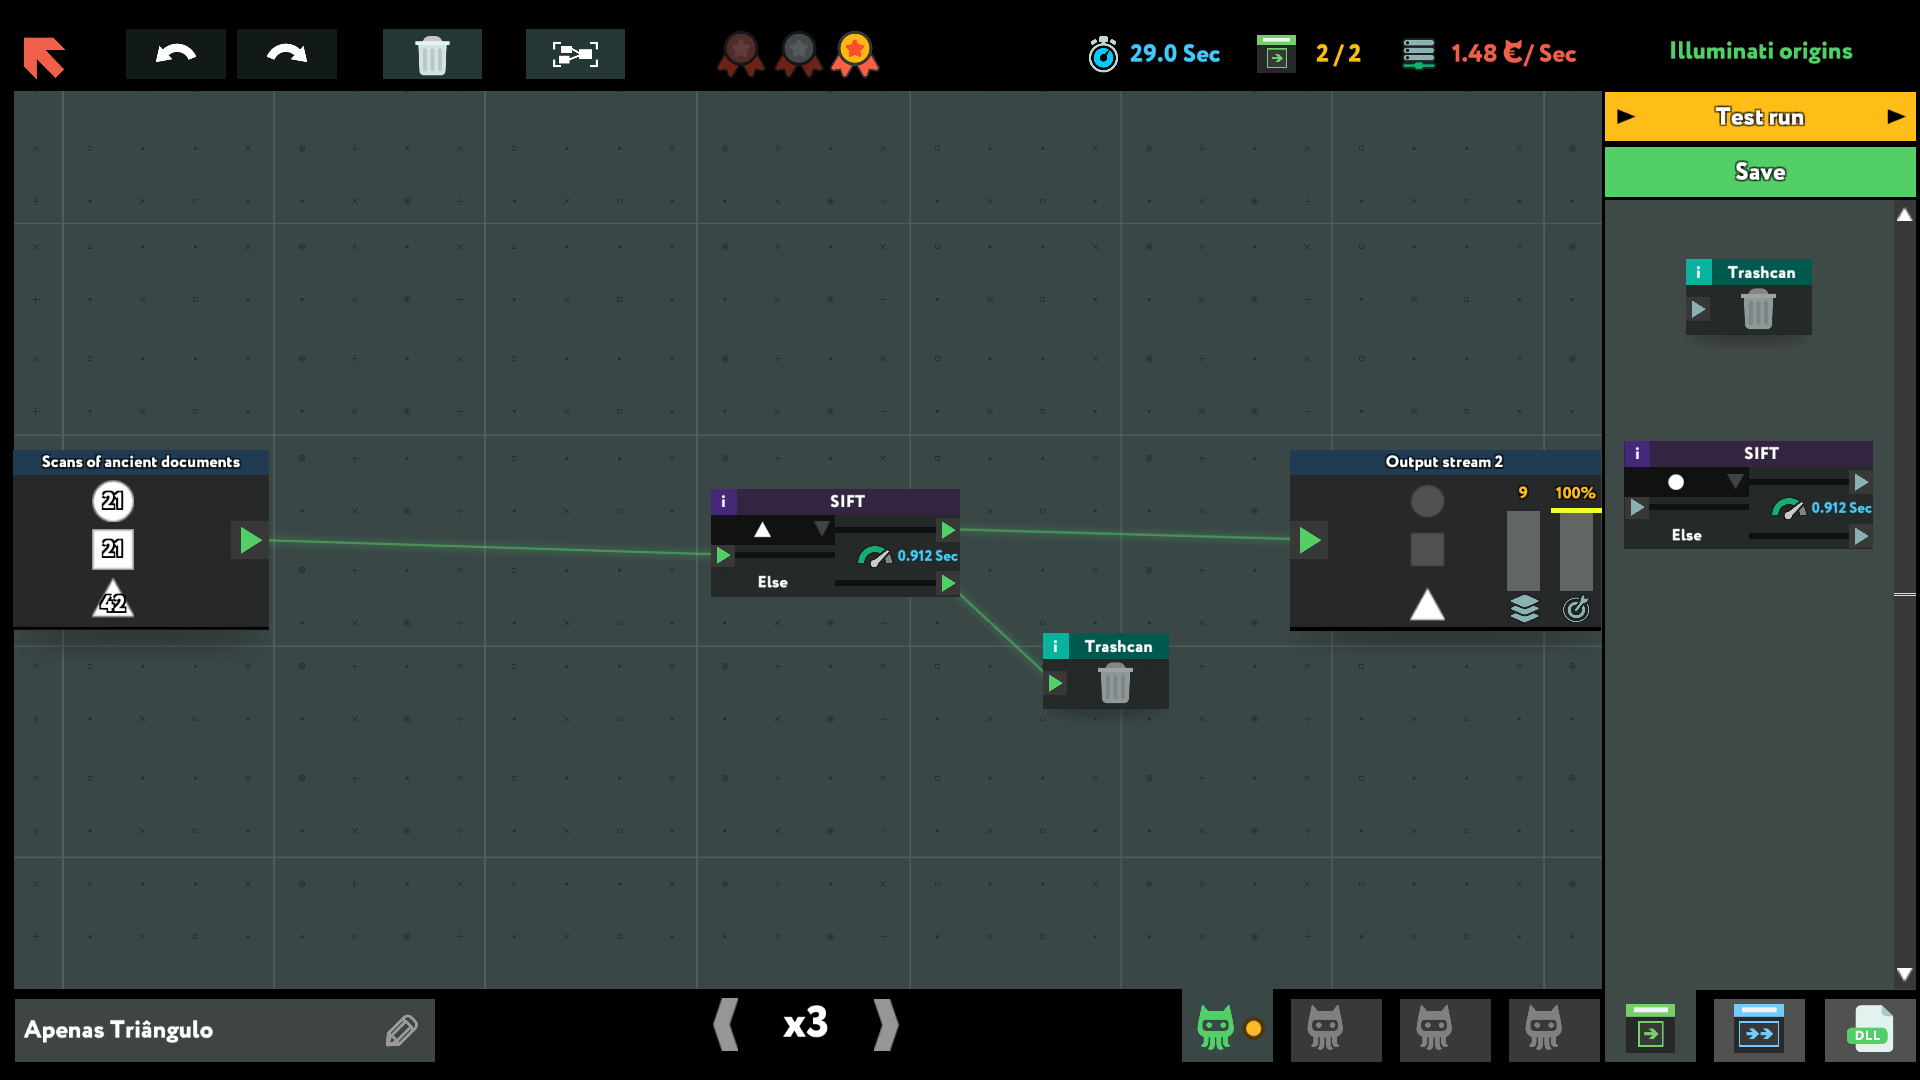 29.0 Sec
2 / 2
1.48 €/ Sec
Illuminati origins
Test run
Save
i Trashcan
i SIFT
0.912 Sec
Else
Scans of ancient documents
21
21
42
i SIFT
0.912 Sec
Else
i Trashcan
Output stream 2
9 100%
Apenas Triângulo
x3
DLL